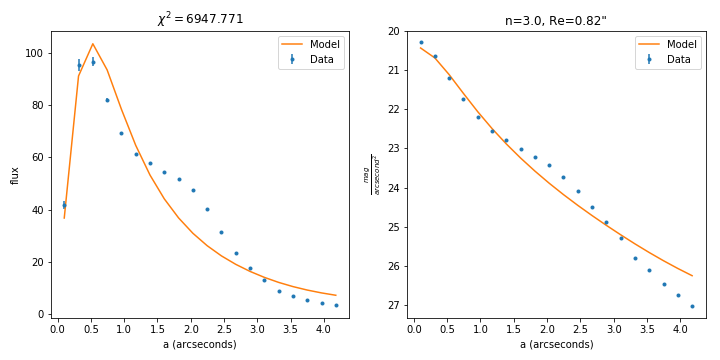 χ² = 6947.771
n=3.0, Re=0.82"
Model
Data
Model
Data
flux
100
80
60
40
20
0
0.0 0.5 1.0 1.5 2.0 2.5 3.0 3.5 4.0
a (arcseconds)
mag
arcsecond²
20
21
22
23
24
25
26
27
0.0 0.5 1.0 1.5 2.0 2.5 3.0 3.5 4.0
a (arcseconds)